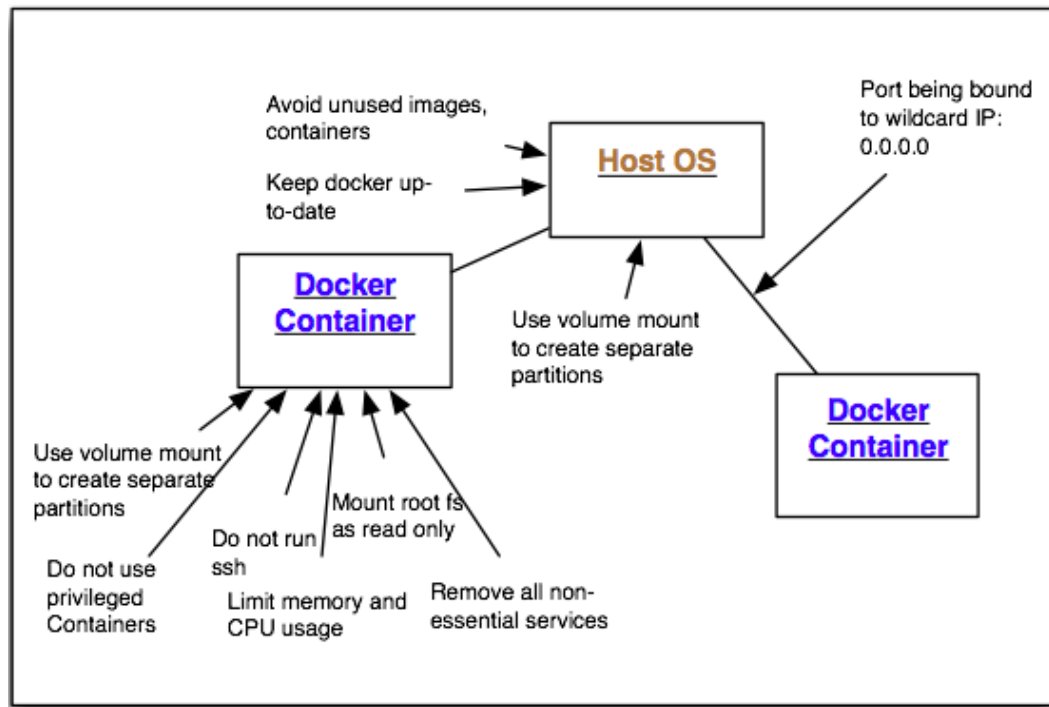 Avoid unused images,
containers
Keep docker up-
to-date
Host OS
Port being bound
to wildcard IP:
0.0.0.0
Docker
Container
Use volume mount
to create separate
partitions
Docker
Container
Use volume mount
to create separate
partitions
Do not use
privileged
Containers
Do not run
ssh
Limit memory and
CPU usage
Mount root fs
as read only
Remove all non-
essential services